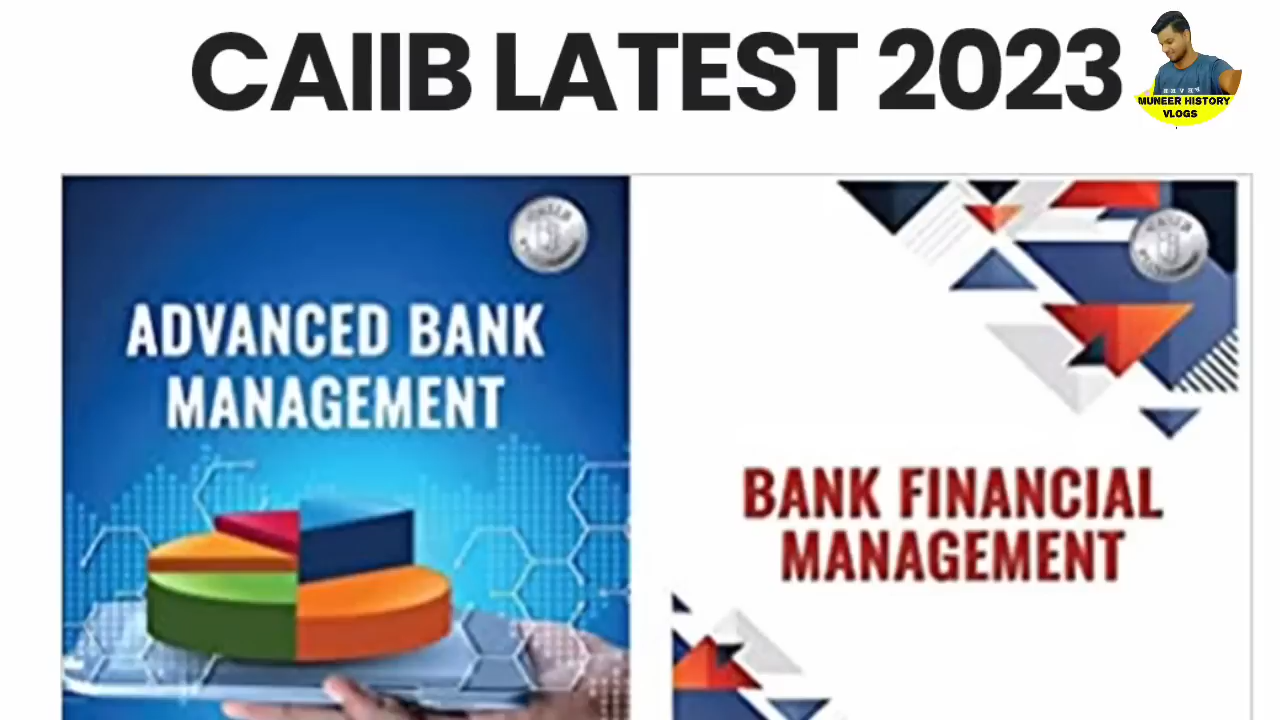 CAIIB LATEST 2023
MUNEER HISTORY
VLOGS
ADVANCED BANK
MANAGEMENT
BANK FINANCIAL
MANAGEMENT